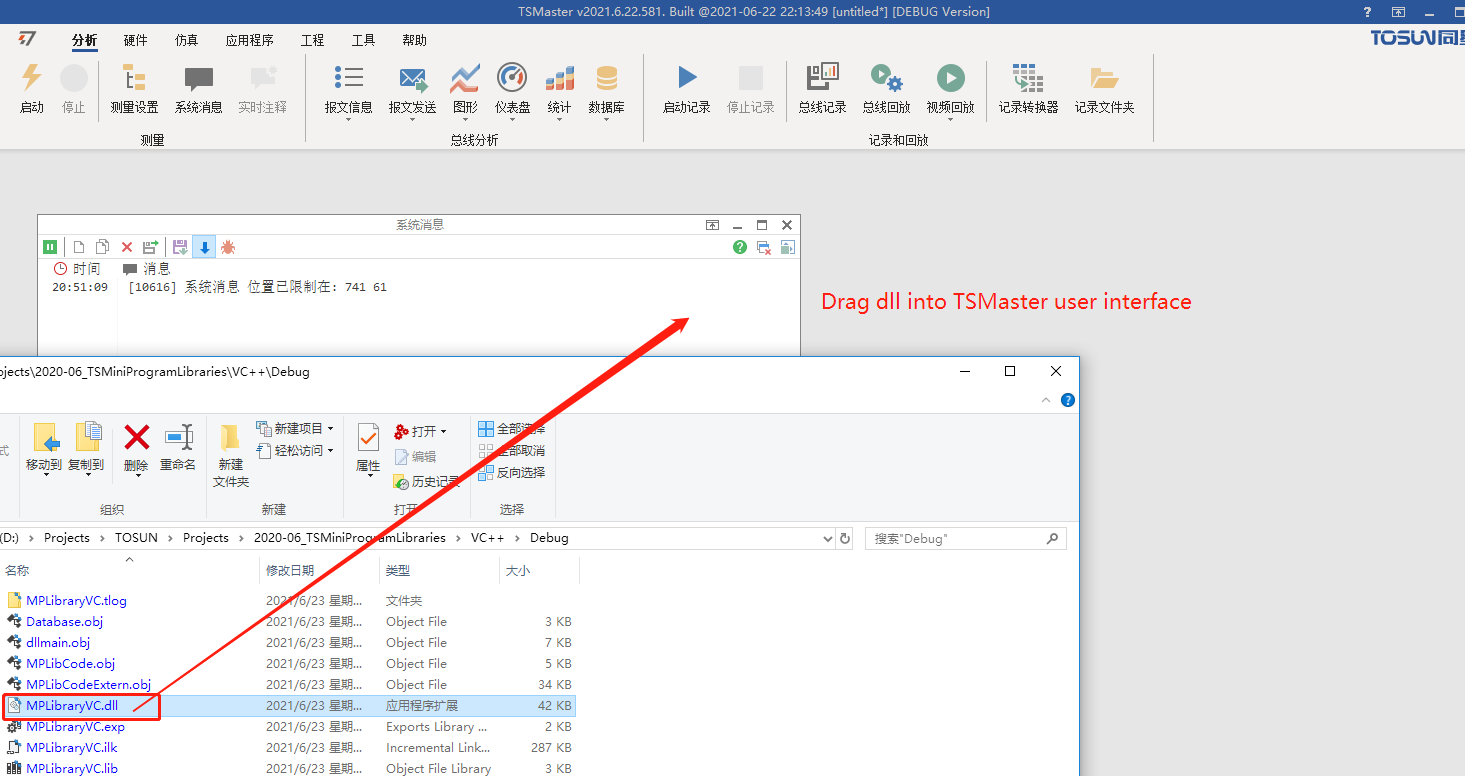 TSMaster v2021.6.22.581. Built @2021-06-22 22:13:49 [untitled*] [DEBUG Version]
分析 硬件 仿真 应用程序 工程 工具 帮助
TOSUN同
启动 停止 测量设置 系统消息 实时注释 报文信息 报文发送 图形 仪表盘 统计 数据库 启动记录 停止记录 总线记录 总线回放 视频回放 记录转换器 记录文件夹
测量 总线分析 记录和回放
系统消息
时间 消息
20:51:09 [10616] 系统消息 位置已限制在: 741 61
Drag dll into TSMaster user interface
ojects\2020-06_TSMiniProgramLibraries\VC++\Debug
式 移动到 复制到 删除 重命名 新建文件夹 新建项目 轻松访问 属性 打开 编辑 历史记录 全部选择 全部取消 反向选择
组织 新建 打开 选择
(D:) › Projects › TOSUN › Projects › 2020-06_TSMiniProgramLibraries › VC++ › Debug
搜索"Debug"
名称 修改日期 类型 大小
MPLibraryVC.tlog 2021/6/23 星期... 文件夹
Database.obj 2021/6/23 星期... Object File 3 KB
dllmain.obj 2021/6/23 星期... Object File 7 KB
MPLibCode.obj 2021/6/23 星期... Object File 5 KB
MPLibCodeExtern.obj 2021/6/23 星期... Object File 34 KB
MPLibraryVC.dll 2021/6/23 星期... 应用程序扩展 42 KB
MPLibraryVC.exp 2021/6/23 星期... Exports Library ... 2 KB
MPLibraryVC.ilk 2021/6/23 星期... Incremental Link... 287 KB
MPLibraryVC.lib 2021/6/23 星期... Object File Library 3 KB